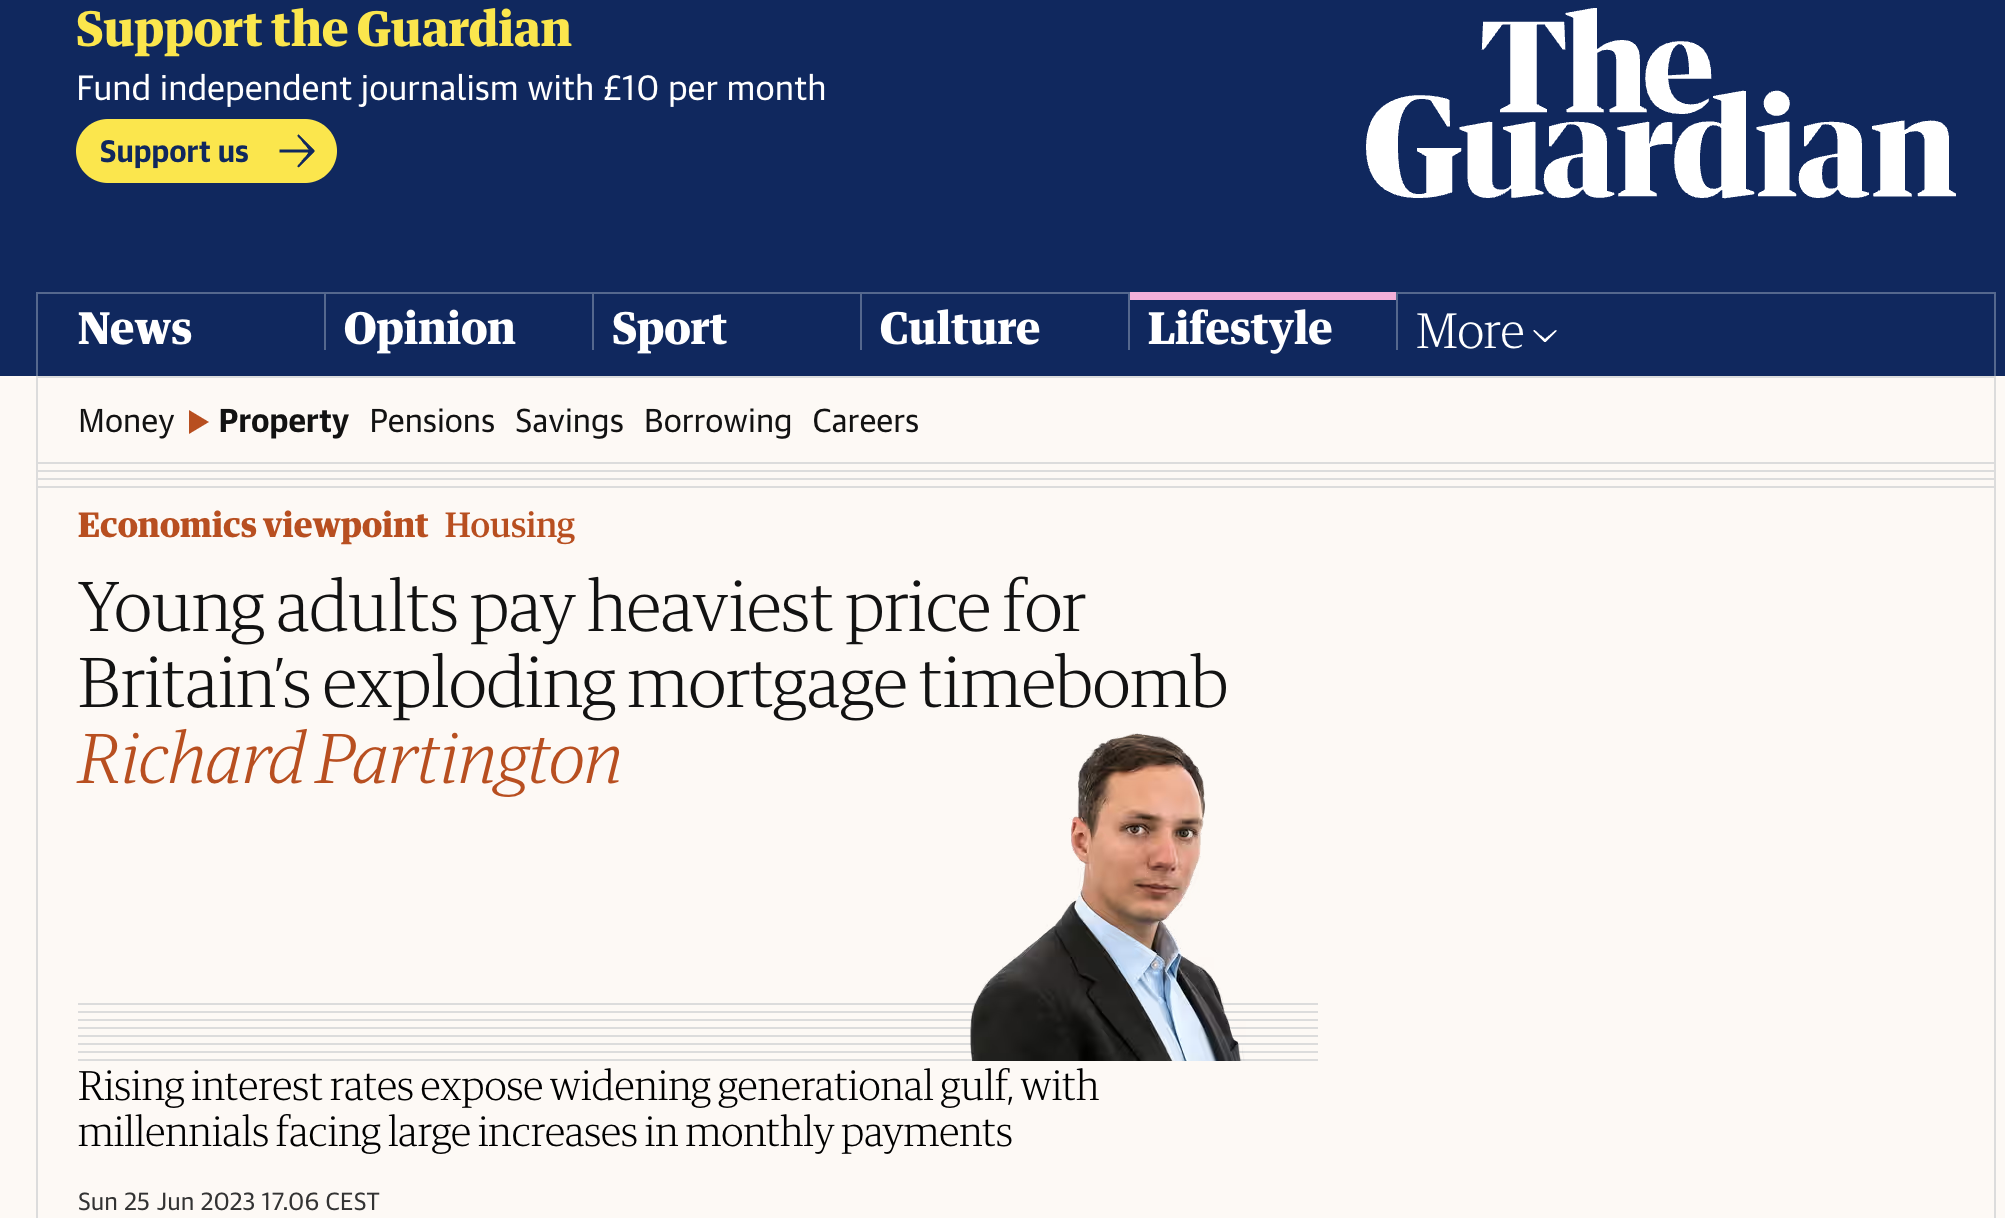 Support the Guardian
Fund independent journalism with £10 per month
Support us
The
Guardian
News Opinion Sport Culture Lifestyle More
Money Property Pensions Savings Borrowing Careers
Economics viewpoint Housing
Young adults pay heaviest price for
Britain’s exploding mortgage timebomb
Richard Partington
Rising interest rates expose widening generational gulf, with
millennials facing large increases in monthly payments
Sun 25 Jun 2023 17.06 CEST